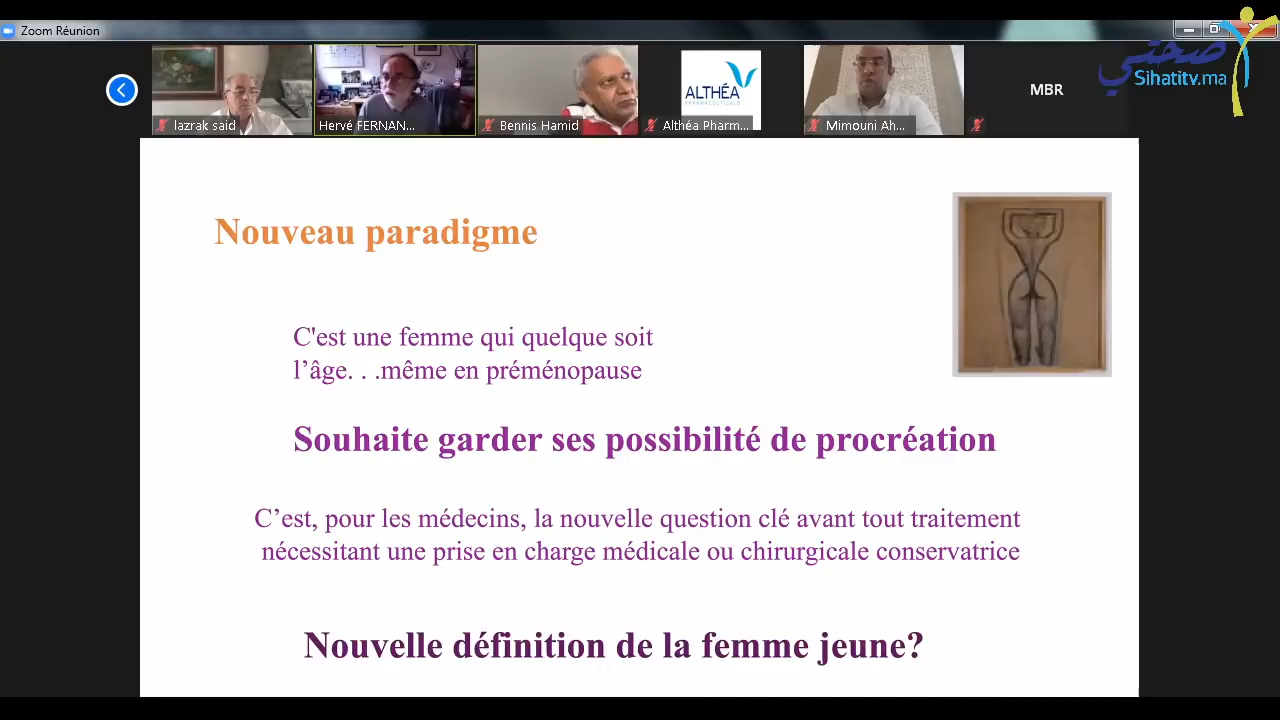 Zoom Réunion
صحتي
Sihatitv.ma
lazrak said
Hervé FERNAN...
Bennis Hamid
ALTHÉA
PHARMACEUTICALS
Althéa Pharm...
Mimouni Ah...
MBR
Nouveau paradigme
C'est une femme qui quelque soit
l'âge. . .même en préménopause
Souhaite garder ses possibilité de procréation
C'est, pour les médecins, la nouvelle question clé avant tout traitement
nécessitant une prise en charge médicale ou chirurgicale conservatrice
Nouvelle définition de la femme jeune?